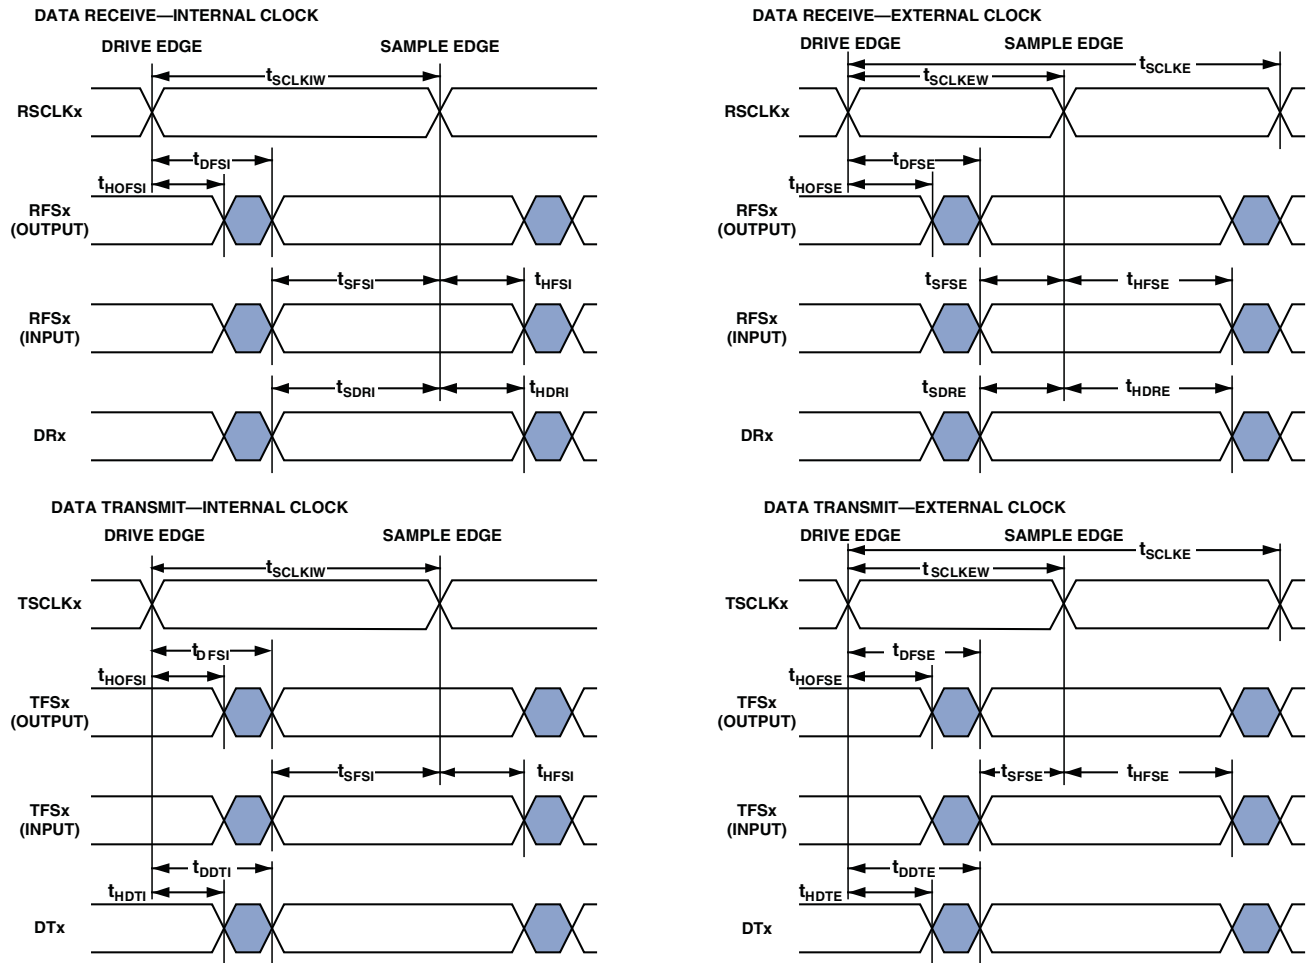 DATA RECEIVE—INTERNAL CLOCK
DRIVE EDGE
SAMPLE EDGE
tSCLKIW
RSCLKx
tDFSI
tHOFSI
RFSx
(OUTPUT)
tSFSI
tHFSI
RFSx
(INPUT)
tSDRI
tHDRI
DRx
DATA RECEIVE—EXTERNAL CLOCK
DRIVE EDGE
SAMPLE EDGE
tSCLKE
tSCLKEW
RSCLKx
tDFSE
tHOFSE
RFSx
(OUTPUT)
tSFSE
tHFSE
RFSx
(INPUT)
tSDRE
tHDRE
DRx
DATA TRANSMIT—INTERNAL CLOCK
DRIVE EDGE
SAMPLE EDGE
tSCLKIW
TSCLKx
tDFSI
tHOFSI
TFSx
(OUTPUT)
tSFSI
tHFSI
TFSx
(INPUT)
tDDTI
tHDTI
DTx
DATA TRANSMIT—EXTERNAL CLOCK
DRIVE EDGE
SAMPLE EDGE
tSCLKE
tSCLKEW
TSCLKx
tDFSE
tHOFSE
TFSx
(OUTPUT)
tSFSE
tHFSE
TFSx
(INPUT)
tDDTE
tHDTE
DTx